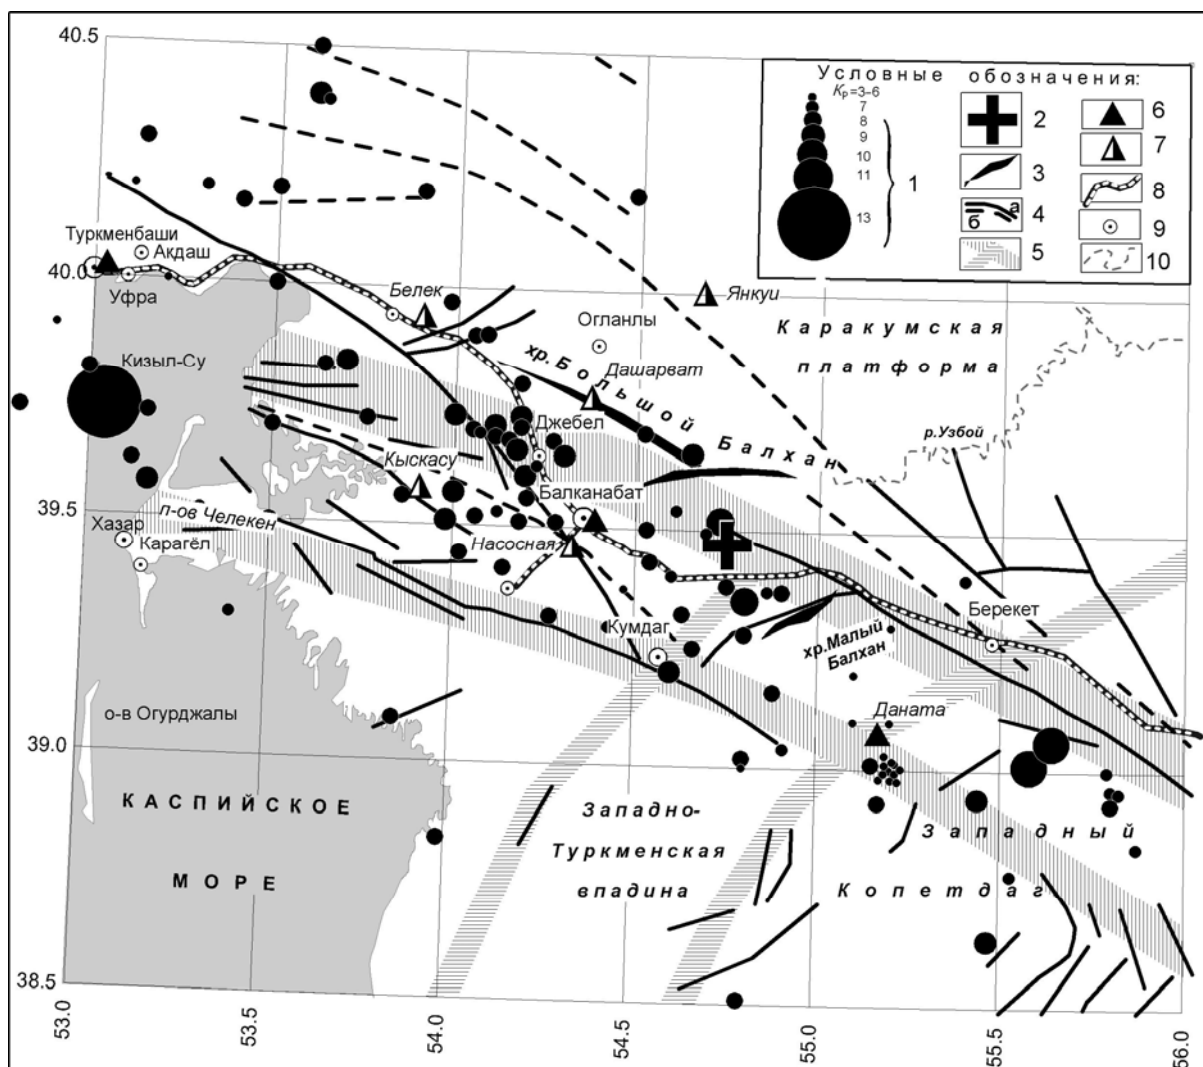 40.5
40.0
39.5
39.0
38.5
53.0
53.5
54.0
54.5
55.0
55.5
56.0
Условные обозначения:
Kр=3–6
7
8
9
10
11
13
1
2
3
а
б
4
5
6
7
8
9
10
Туркменбаши
Акдаш
Уфра
Белек
Янкуи
Огланлы
Каракумская
платформа
Кизыл-Су
хр. Большой Балхан
Дашарват
Джебел
р.Узбой
Кыскасу
Балканабат
п-ов Челекен
Хазар
Карагёл
Насосная
Кумдаг
Берекет
хр.Малый
Балхан
Даната
о-в Огурджалы
КАСПИЙСКОЕ
МОРЕ
Западно-
Туркменская
впадина
Западный
Копетдаг